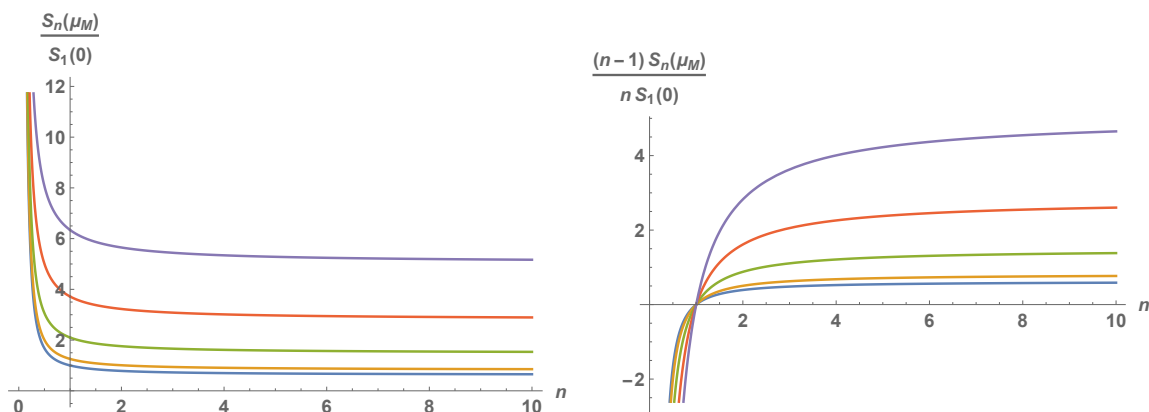 S_n(μ_M)
S_1(0)
12
10
8
6
4
2
0 2 4 6 8 10 n
(n – 1) S_n(μ_M)
n S_1(0)
4
2
2 4 6 8 10 n
–2